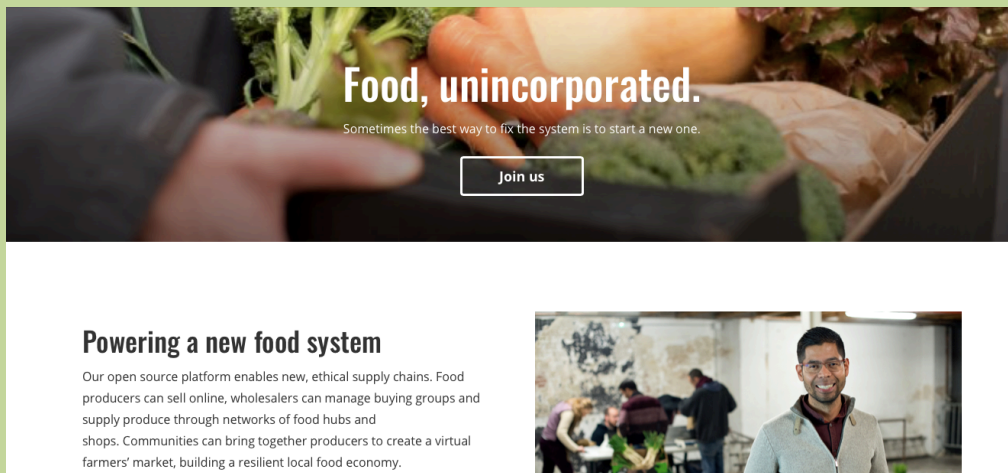 Food, unincorporated.
Sometimes the best way to fix the system is to start a new one.
Join us
Powering a new food system
Our open source platform enables new, ethical supply chains. Food
producers can sell online, wholesalers can manage buying groups and
supply produce through networks of food hubs and
shops. Communities can bring together producers to create a virtual
farmers’ market, building a resilient local food economy.